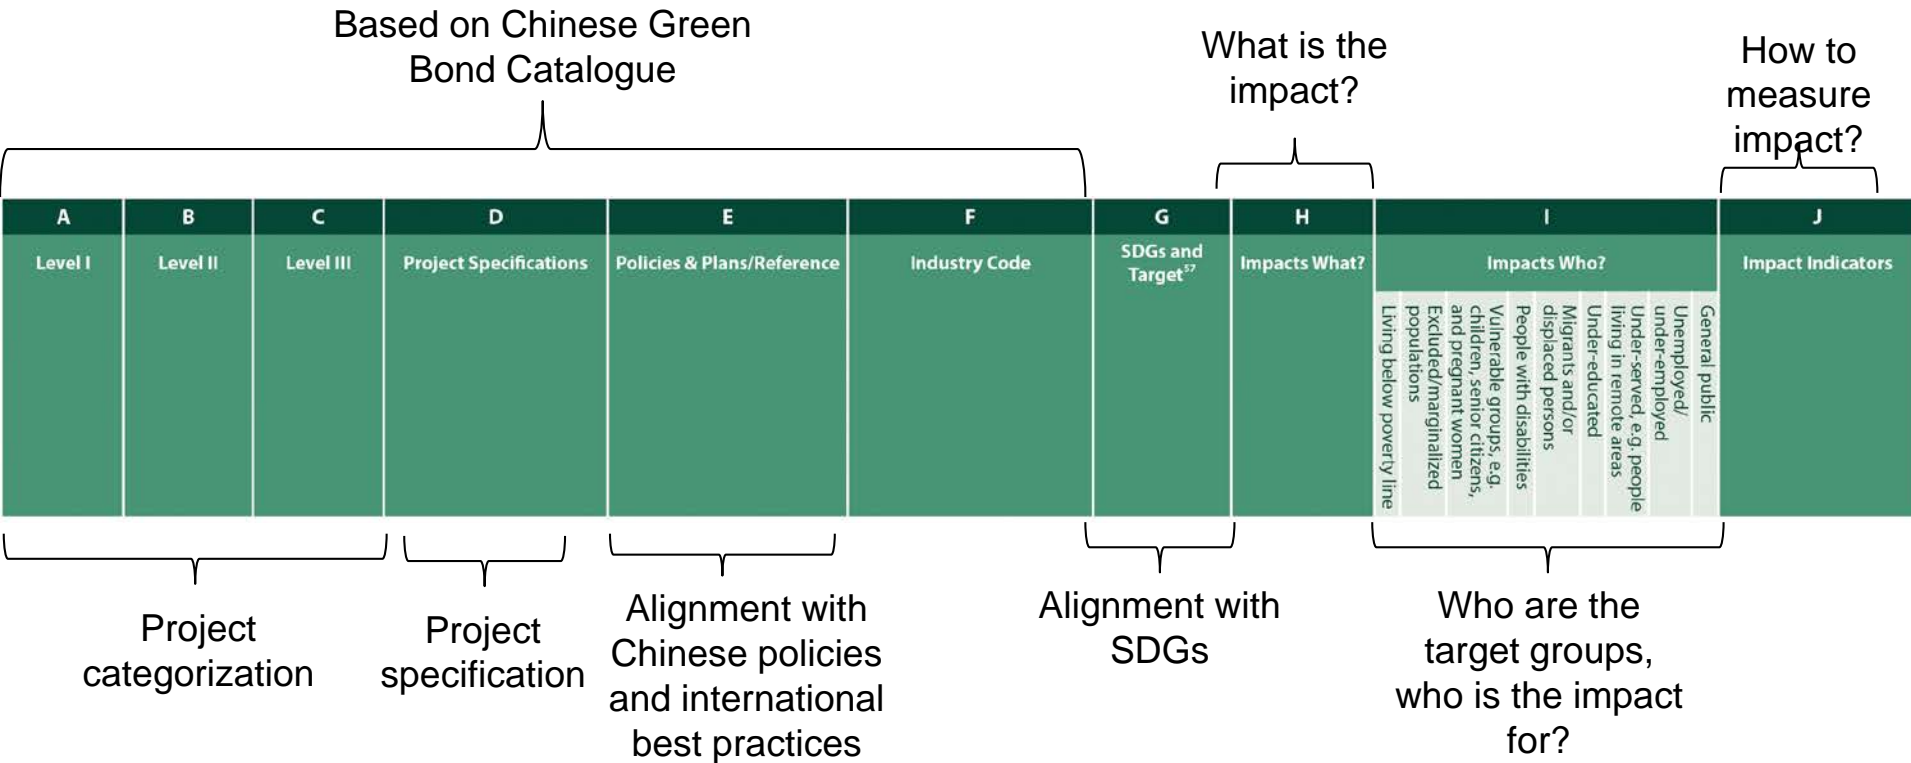 Based on Chinese Green
Bond Catalogue
What is the
impact?
How to
measure
impact?
A
B
C
D
E
F
G
H
I
J
Level I
Level II
Level III
Project Specifications
Policies & Plans/Reference
Industry Code
SDGs and
Target⁵⁷
Impacts What?
Impacts Who?
Impact Indicators
Living below poverty line
Excluded/marginalized
populations
Vulnerable groups, e.g.
children, senior citizens,
and pregnant women
People with disabilities
Migrants and/or
displaced persons
Under-educated
Under-served, e.g. people
living in remote areas
Unemployed/
under-employed
General public
Project
categorization
Project
specification
Alignment with
Chinese policies
and international
best practices
Alignment with
SDGs
Who are the
target groups,
who is the impact
for?